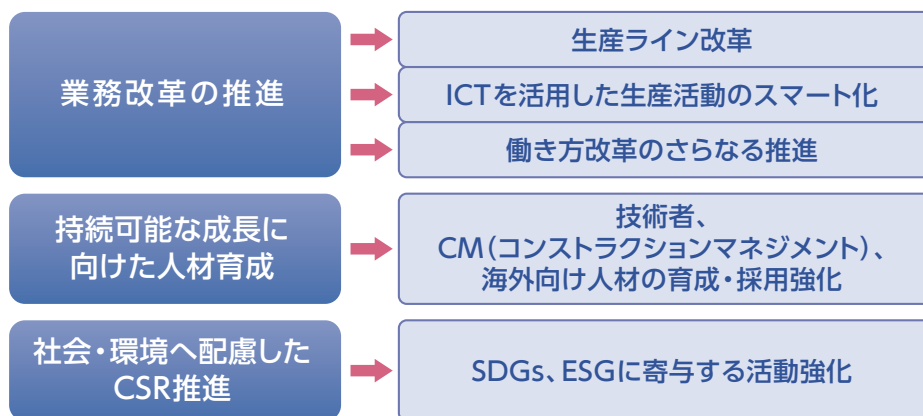 業務改革の推進
生産ライン改革
ICTを活用した生産活動のスマート化
働き方改革のさらなる推進
持続可能な成長に
向けた人材育成
技術者、
CM（コンストラクションマネジメント）、
海外向け人材の育成・採用強化
社会・環境へ配慮した
CSR推進
SDGs、ESGに寄与する活動強化